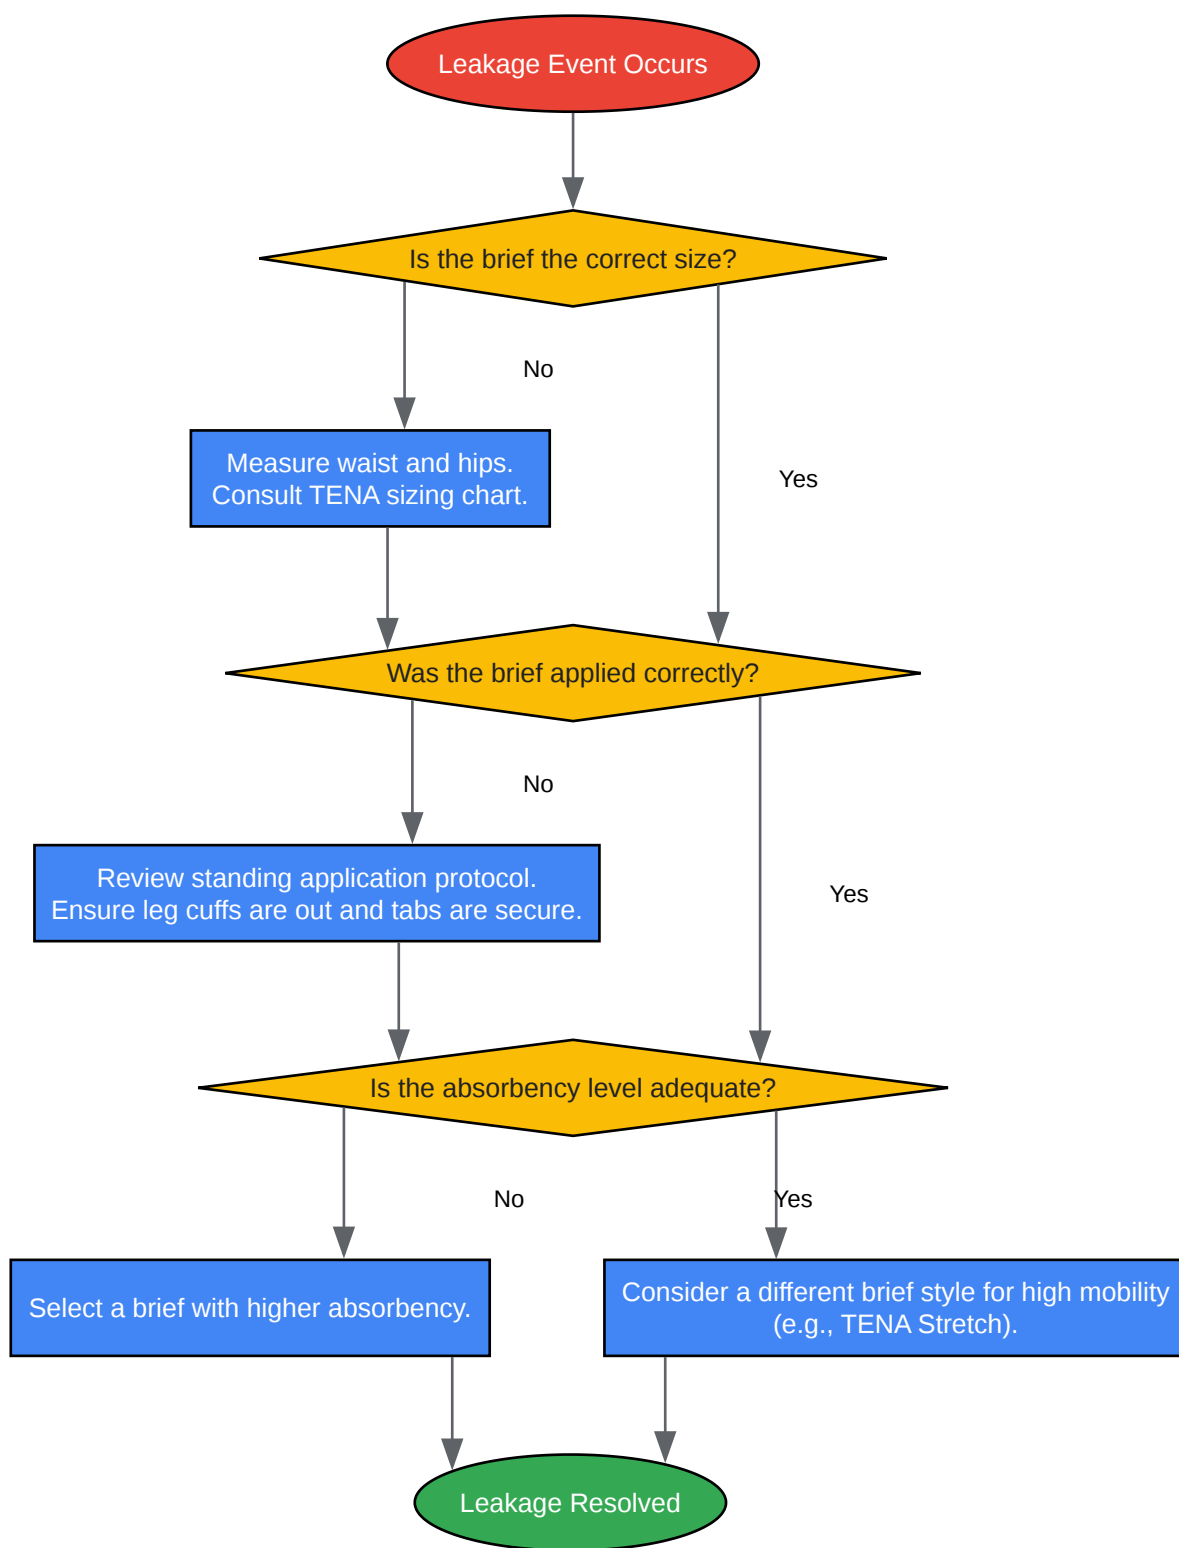 Leakage Event Occurs
Is the brief the correct size?
No
Measure waist and hips.
Consult TENA sizing chart.
Yes
Was the brief applied correctly?
No
Review standing application protocol.
Ensure leg cuffs are out and tabs are secure.
Yes
Is the absorbency level adequate?
No
Yes
Select a brief with higher absorbency.
Consider a different brief style for high mobility
(e.g., TENA Stretch).
Leakage Resolved